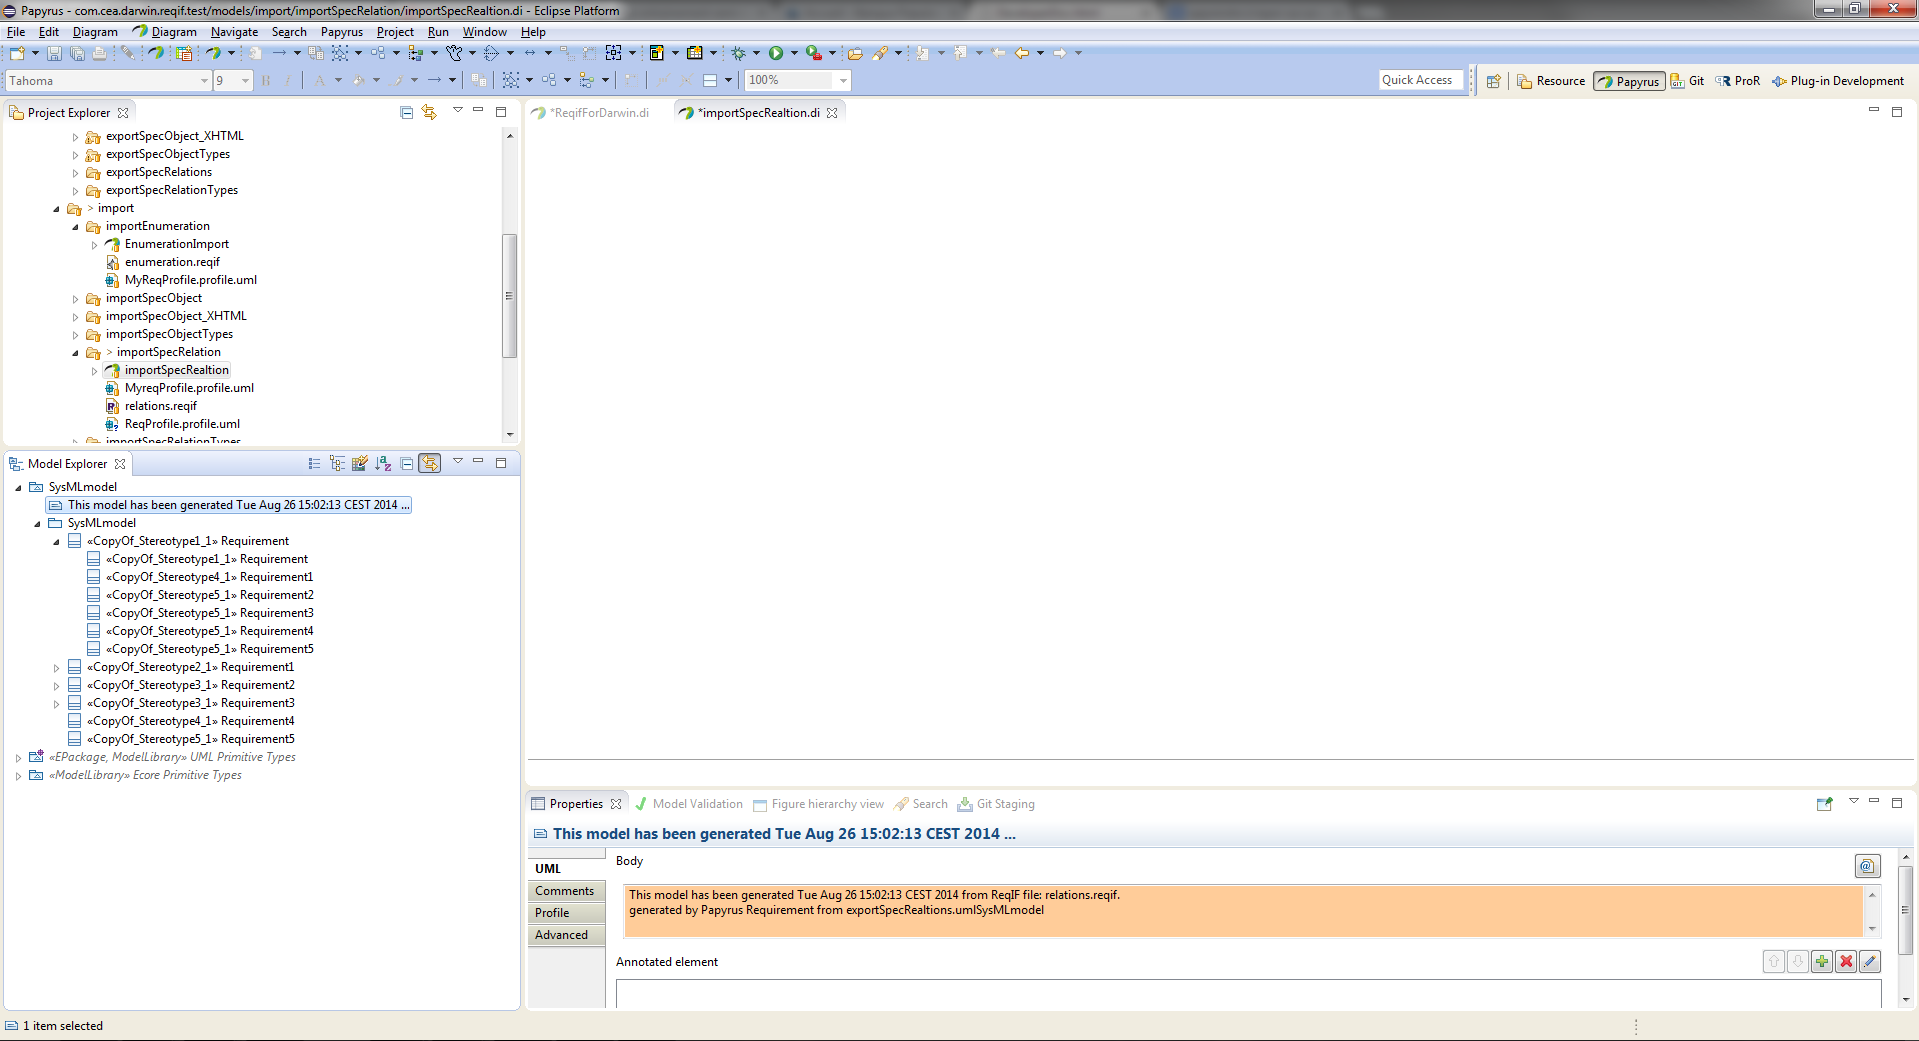 Papyrus - com.cea.darwin.reqif.test/models/import/importSpecRelation/importSpecRealtion.di - Eclipse Platform
File Edit Diagram Diagram Navigate Search Papyrus Project Run Window Help
Tahoma 9 B I A 100% Quick Access Resource Papyrus Git ProR Plug-in Development
Project Explorer
exportSpecObject_XHTML
exportSpecObjectTypes
exportSpecRelations
exportSpecRelationTypes
> import
importEnumeration
EnumerationImport
enumeration.reqif
MyReqProfile.profile.uml
importSpecObject
importSpecObject_XHTML
importSpecObjectTypes
> importSpecRelation
importSpecRealtion
MyreqProfile.profile.uml
relations.reqif
ReqProfile.profile.uml
importSpecRelationTypes
Model Explorer
SysMLmodel
This model has been generated Tue Aug 26 15:02:13 CEST 2014 ...
SysMLmodel
«CopyOf_Stereotype1_1» Requirement
«CopyOf_Stereotype1_1» Requirement
«CopyOf_Stereotype4_1» Requirement1
«CopyOf_Stereotype5_1» Requirement2
«CopyOf_Stereotype5_1» Requirement3
«CopyOf_Stereotype5_1» Requirement4
«CopyOf_Stereotype5_1» Requirement5
«CopyOf_Stereotype2_1» Requirement1
«CopyOf_Stereotype3_1» Requirement2
«CopyOf_Stereotype3_1» Requirement3
«CopyOf_Stereotype4_1» Requirement4
«CopyOf_Stereotype5_1» Requirement5
«EPackage, ModelLibrary» UML Primitive Types
«ModelLibrary» Ecore Primitive Types
*ReqifForDarwin.di *importSpecRealtion.di
Properties Model Validation Figure hierarchy view Search Git Staging
This model has been generated Tue Aug 26 15:02:13 CEST 2014 ...
UML
Comments
Profile
Advanced
Body
This model has been generated Tue Aug 26 15:02:13 CEST 2014 from ReqIF file: relations.reqif.
generated by Papyrus Requirement from exportSpecRealtions.umlSysMLmodel
Annotated element
1 item selected